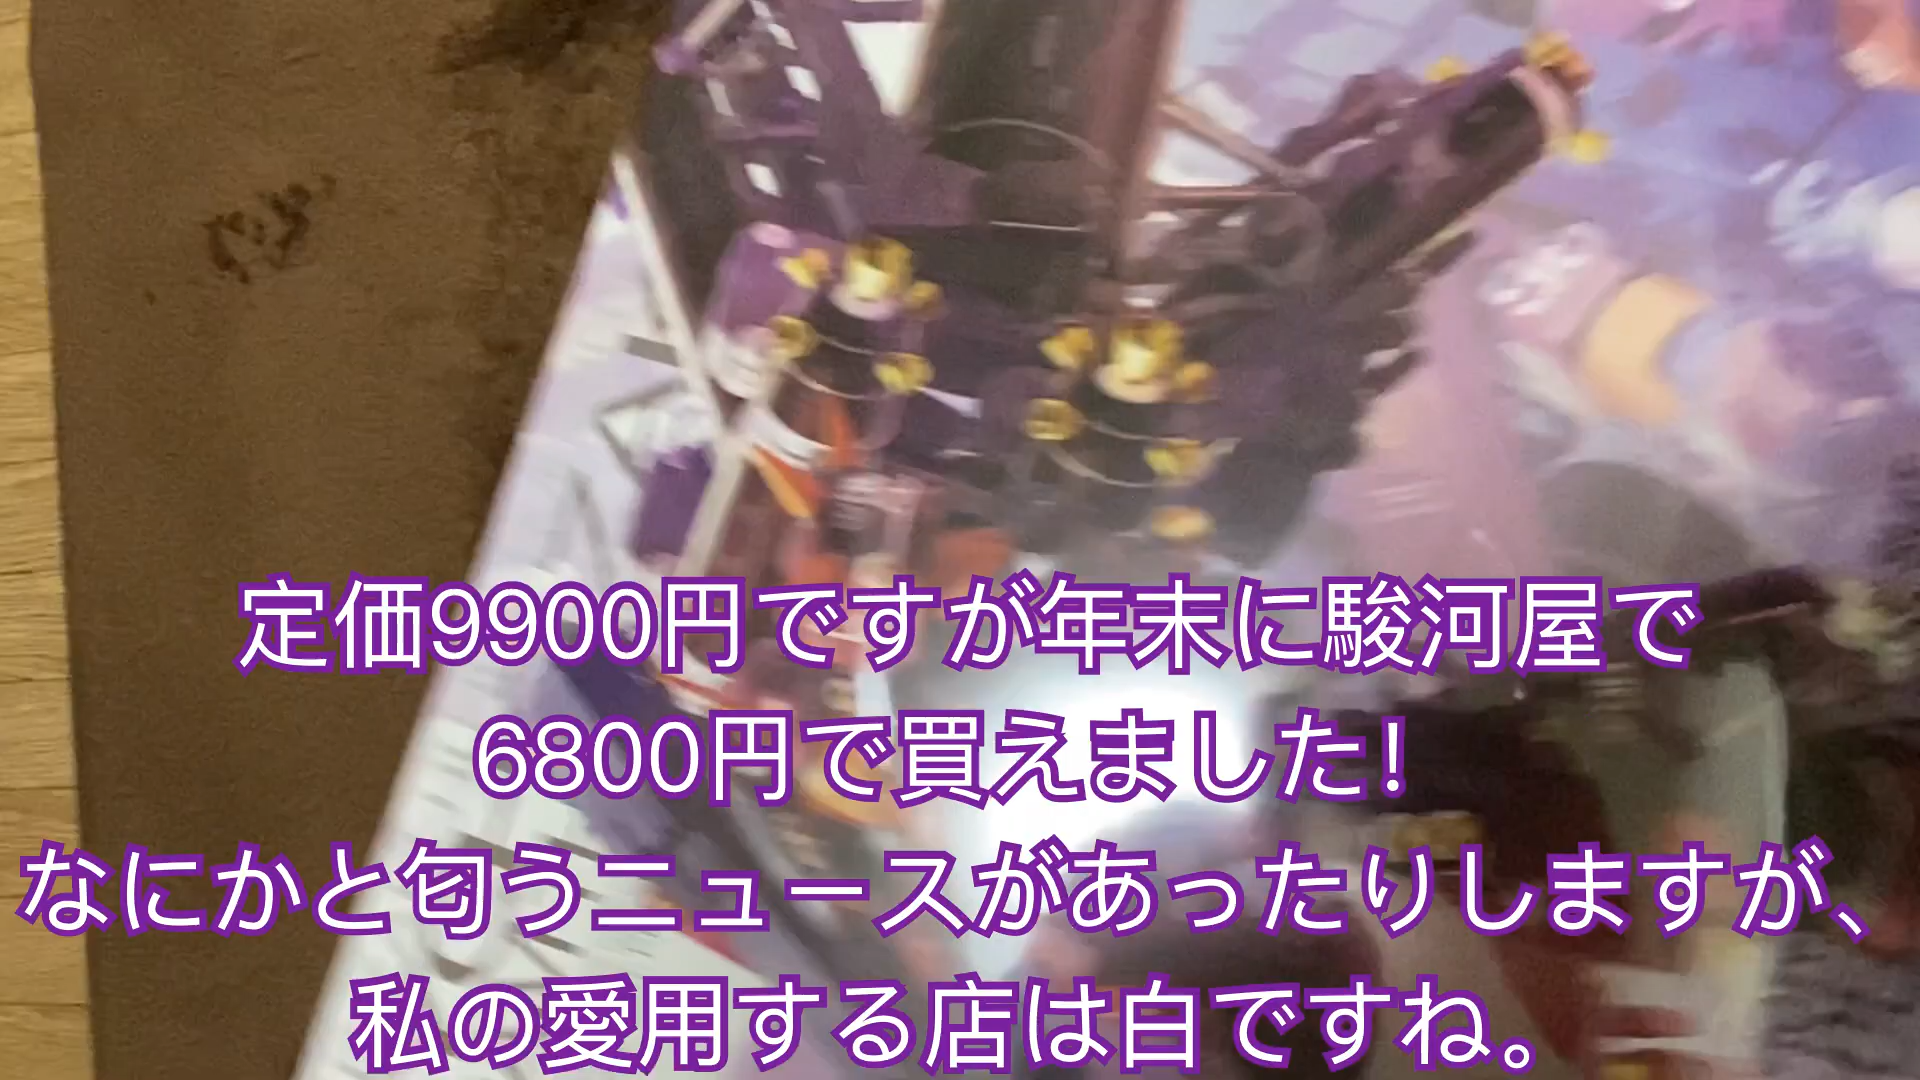 定価9900円ですが年末に駿河屋で
6800円で買えました！
なにかと匂うニュースがあったりしますが、
私の愛用する店は白ですね。